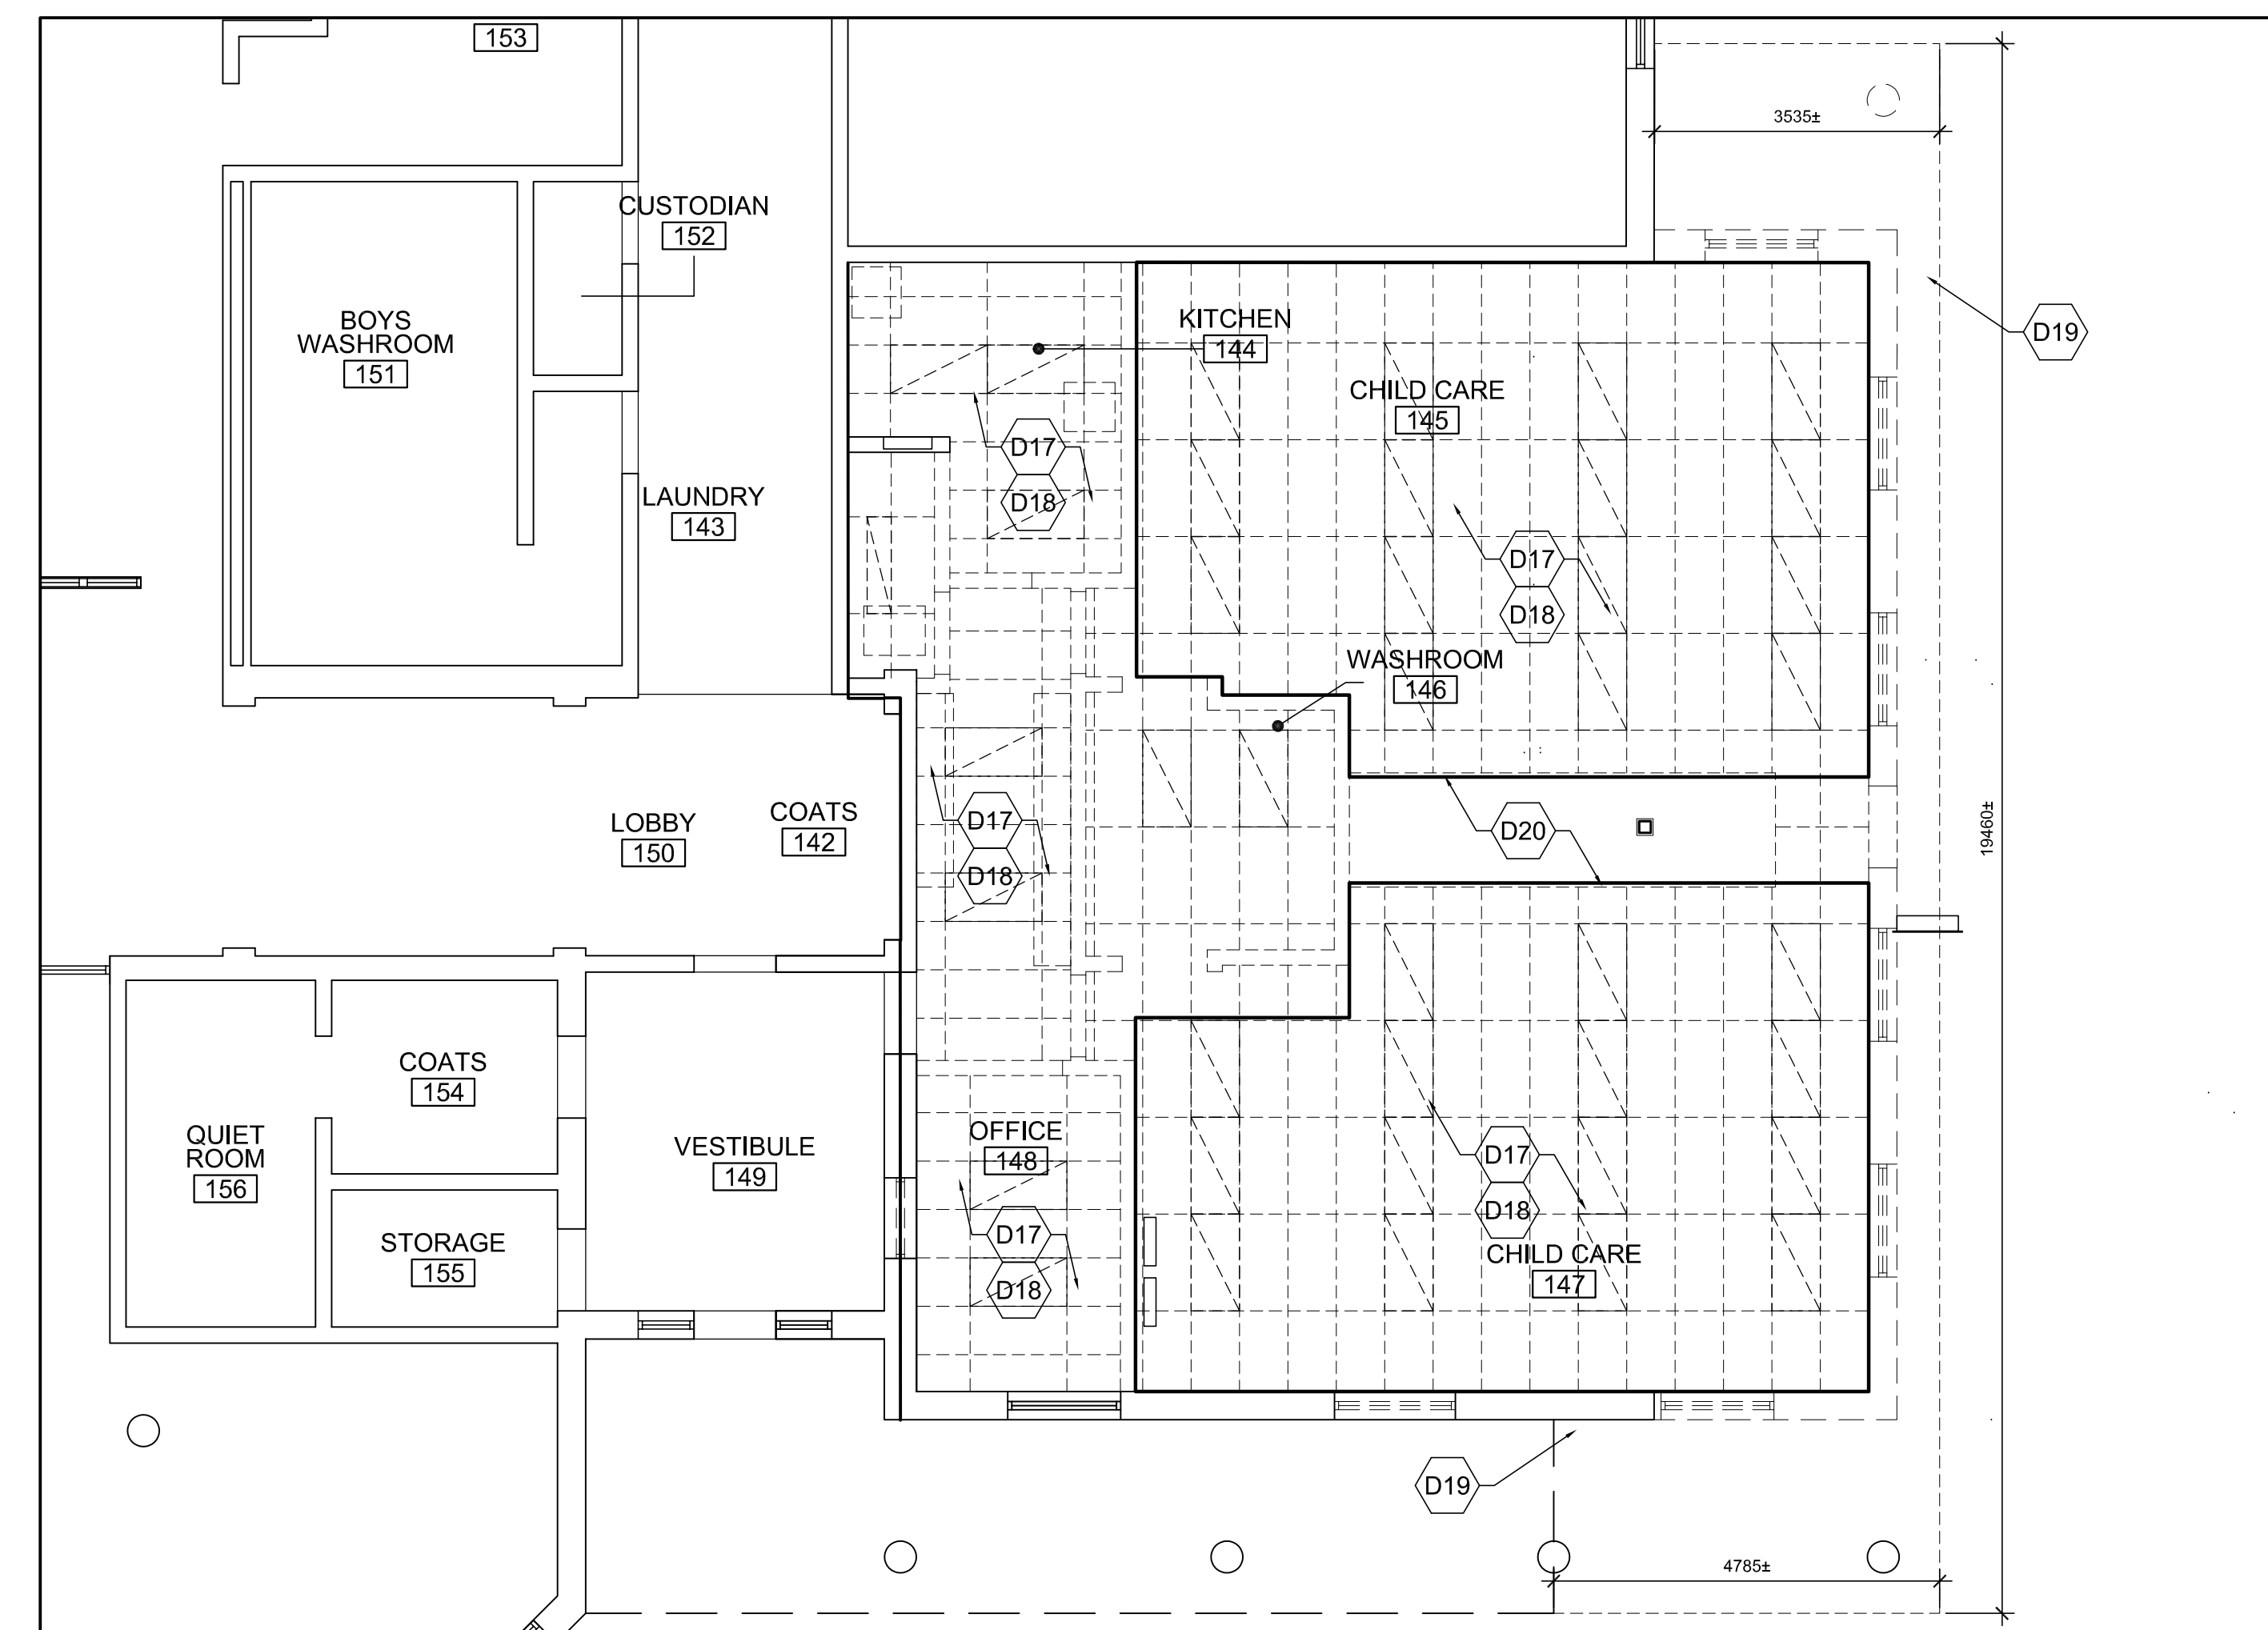 153
3535±
CUSTODIAN
152
BOYS
WASHROOM
151
KITCHEN
144
D19
CHILD CARE
145
D17
D18
LAUNDRY
143
D17
D18
WASHROOM
146
LOBBY
150
COATS
142
D17
D18
D20
19460±
COATS
154
QUIET
ROOM
156
VESTIBULE
149
OFFICE
148
D17
D18
STORAGE
155
D17
D18
CHILD CARE
147
D19
4785±